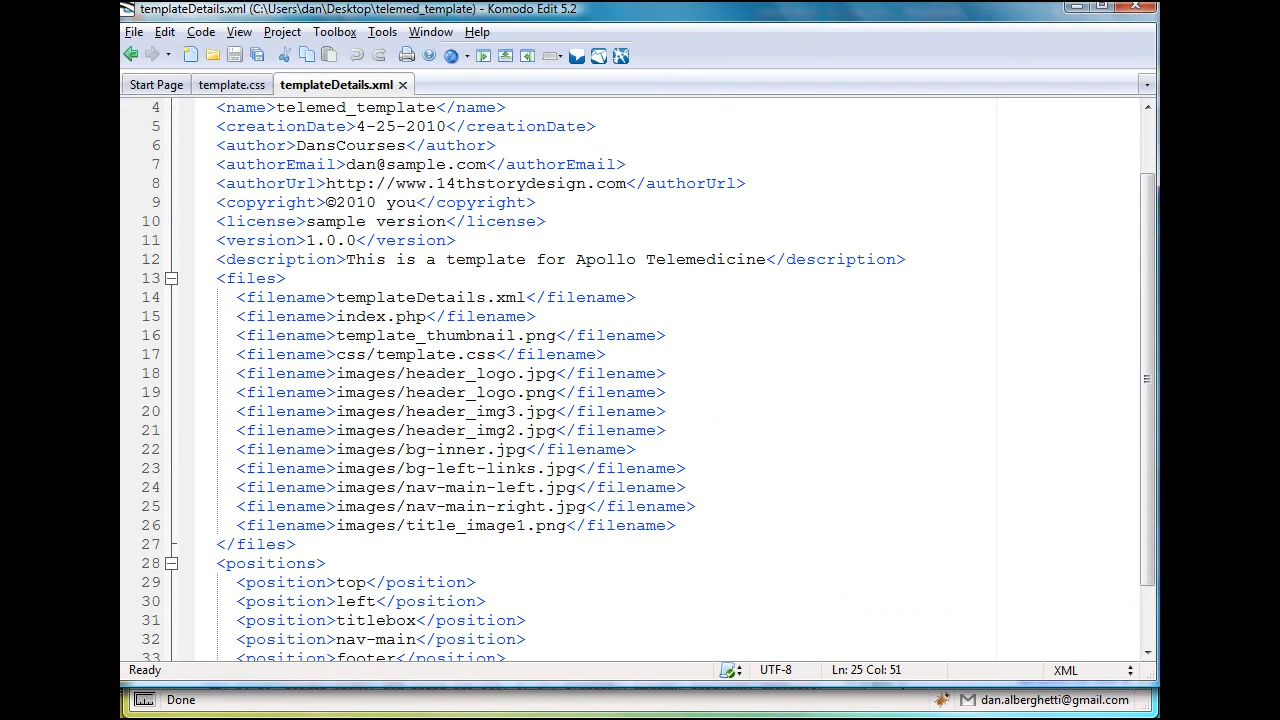 templateDetails.xml (C:\Users\dan\Desktop\telemed_template) - Komodo Edit 5.2
File Edit Code View Project Toolbox Tools Window Help
Start Page template.css templateDetails.xml
4 <name>telemed_template</name>
5 <creationDate>4-25-2010</creationDate>
6 <author>DansCourses</author>
7 <authorEmail>dan@sample.com</authorEmail>
8 <authorUrl>http://www.14thstorydesign.com</authorUrl>
9 <copyright>©2010 you</copyright>
10 <license>sample version</license>
11 <version>1.0.0</version>
12 <description>This is a template for Apollo Telemedicine</description>
13 <files>
14 <filename>templateDetails.xml</filename>
15 <filename>index.php</filename>
16 <filename>template_thumbnail.png</filename>
17 <filename>css/template.css</filename>
18 <filename>images/header_logo.jpg</filename>
19 <filename>images/header_logo.png</filename>
20 <filename>images/header_img3.jpg</filename>
21 <filename>images/header_img2.jpg</filename>
22 <filename>images/bg-inner.jpg</filename>
23 <filename>images/bg-left-links.jpg</filename>
24 <filename>images/nav-main-left.jpg</filename>
25 <filename>images/nav-main-right.jpg</filename>
26 <filename>images/title_image1.png</filename>
27 </files>
28 <positions>
29 <position>top</position>
30 <position>left</position>
31 <position>titlebox</position>
32 <position>nav-main</position>
33 <position>footer</position>
Ready UTF-8 Ln: 25 Col: 51 XML
Done dan.alberghetti@gmail.com